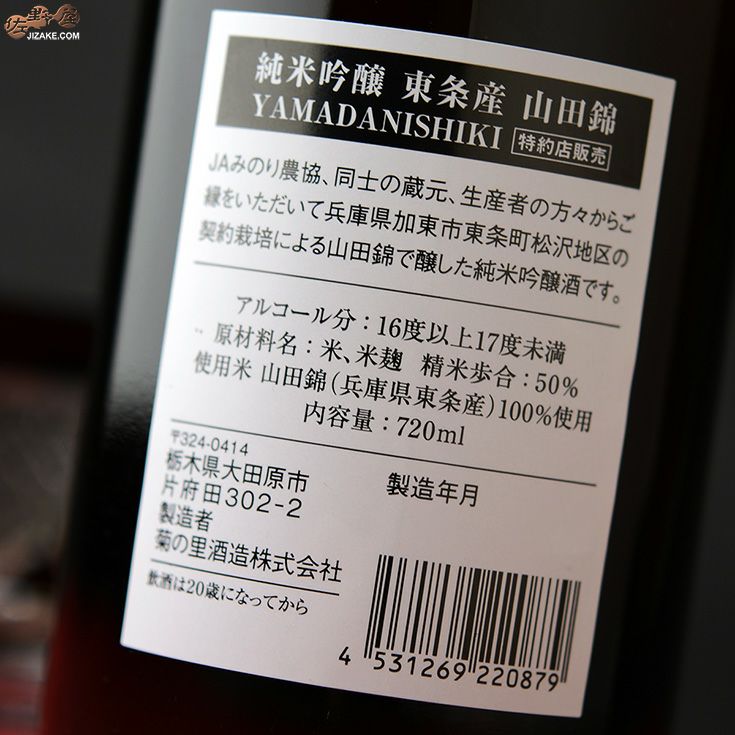 佐野屋
JIZAKE.COM
純米吟醸 東条産 山田錦
YAMADANISHIKI 特約店販売
JAみのり農協、同士の蔵元、生産者の方々からご
縁をいただいて兵庫県加東市東条町松沢地区の
契約栽培による山田錦で醸した純米吟醸酒です。
アルコール分：16度以上17度未満
原材料名：米、米麹 精米歩合：50%
使用米 山田錦(兵庫県東条産)100%使用
内容量：720ml
〒324-0414
栃木県大田原市
片府田302-2
製造者
菊の里酒造株式会社
製造年月
飲酒は20歳になってから
4 531269 220879